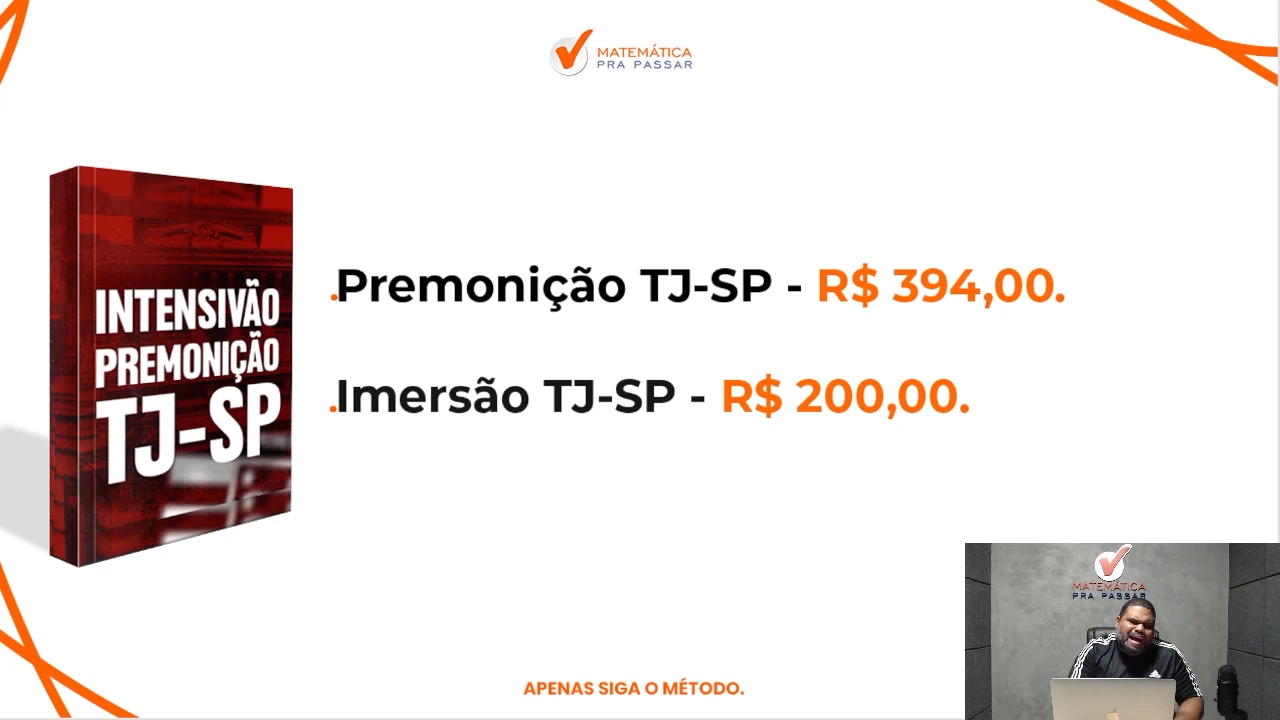 MATEMÁTICA
PRA PASSAR
INTENSIVÃO
PREMONIÇÃO
TJ-SP
.Premonição TJ-SP - R$ 394,00.
.Imersão TJ-SP - R$ 200,00.
MATEMÁTICA
PRA PASSAR
APENAS SIGA O MÉTODO.